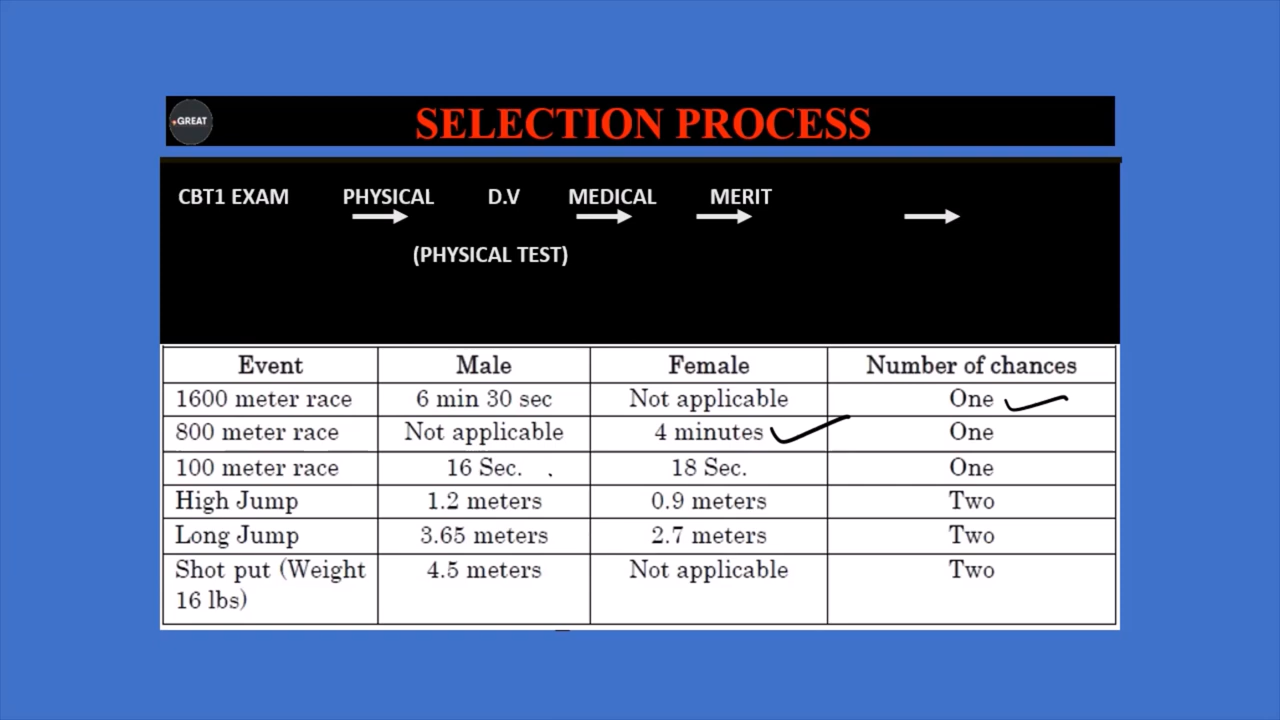 .GREAT
SELECTION PROCESS
CBT1 EXAM PHYSICAL D.V MEDICAL MERIT
(PHYSICAL TEST)
Event Male Female Number of chances
1600 meter race 6 min 30 sec Not applicable One
800 meter race Not applicable 4 minutes One
100 meter race 16 Sec. 18 Sec. One
High Jump 1.2 meters 0.9 meters Two
Long Jump 3.65 meters 2.7 meters Two
Shot put (Weight 4.5 meters Not applicable Two
16 lbs)